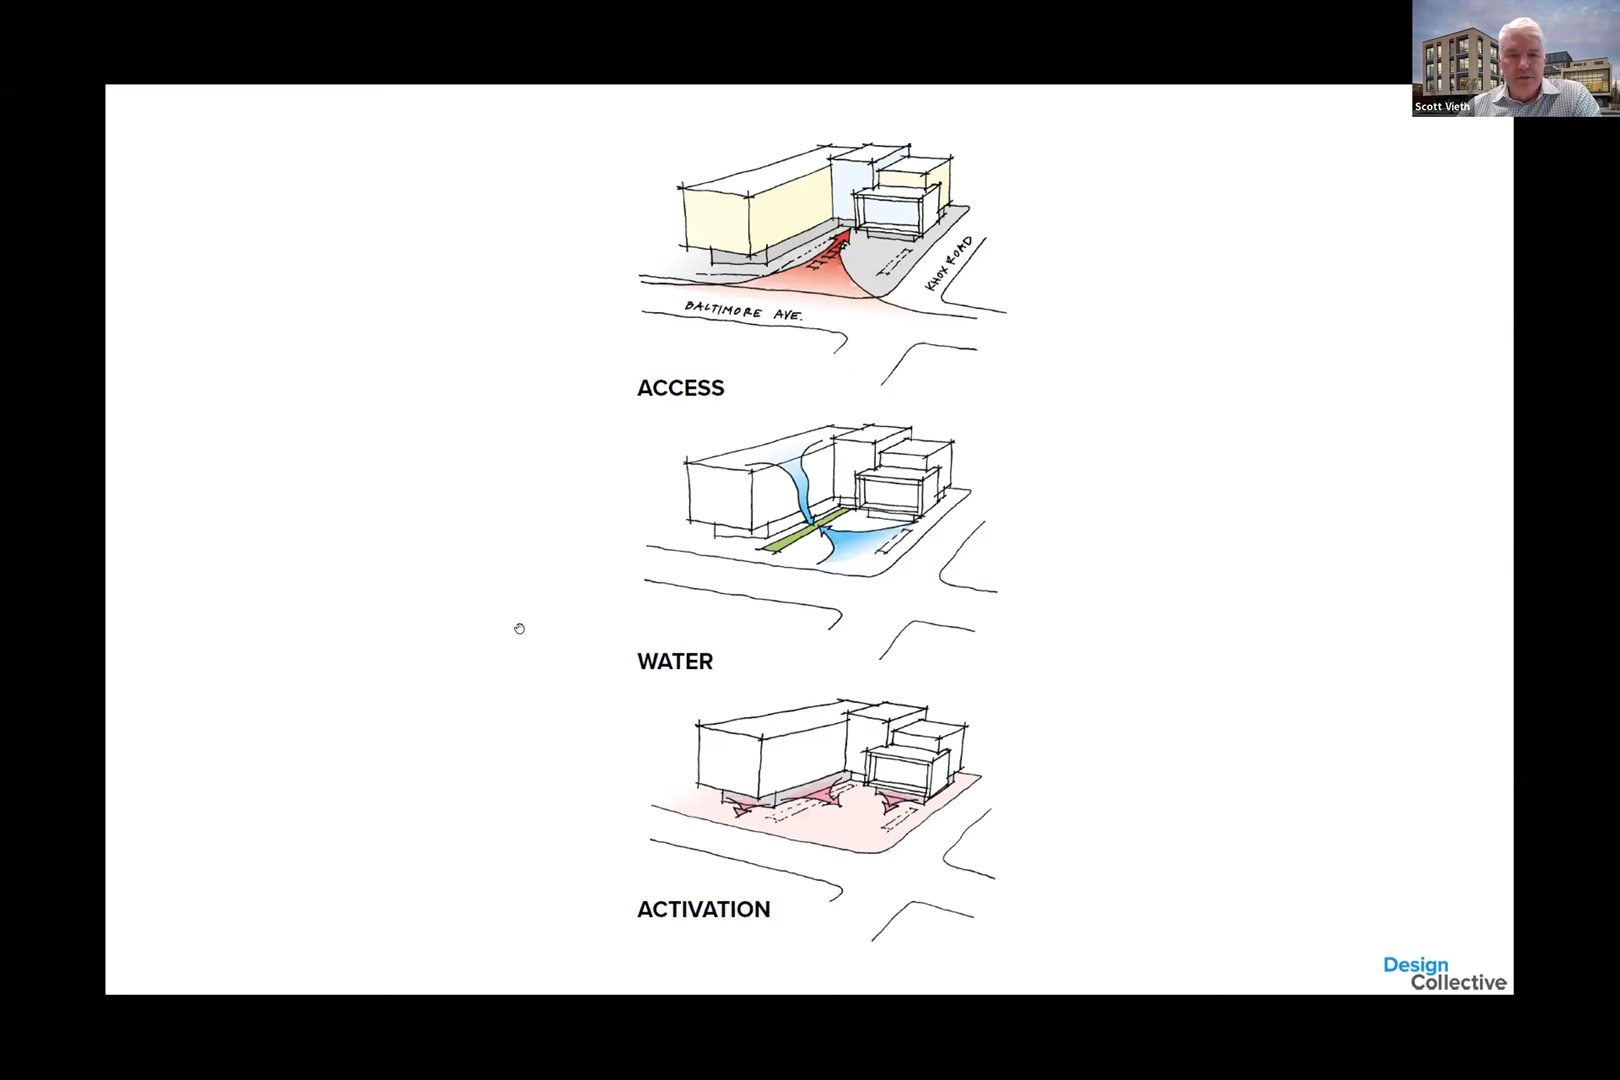 Scott Vieth
KNOX ROAD
BALTIMORE AVE.
ACCESS
WATER
ACTIVATION
Design
Collective